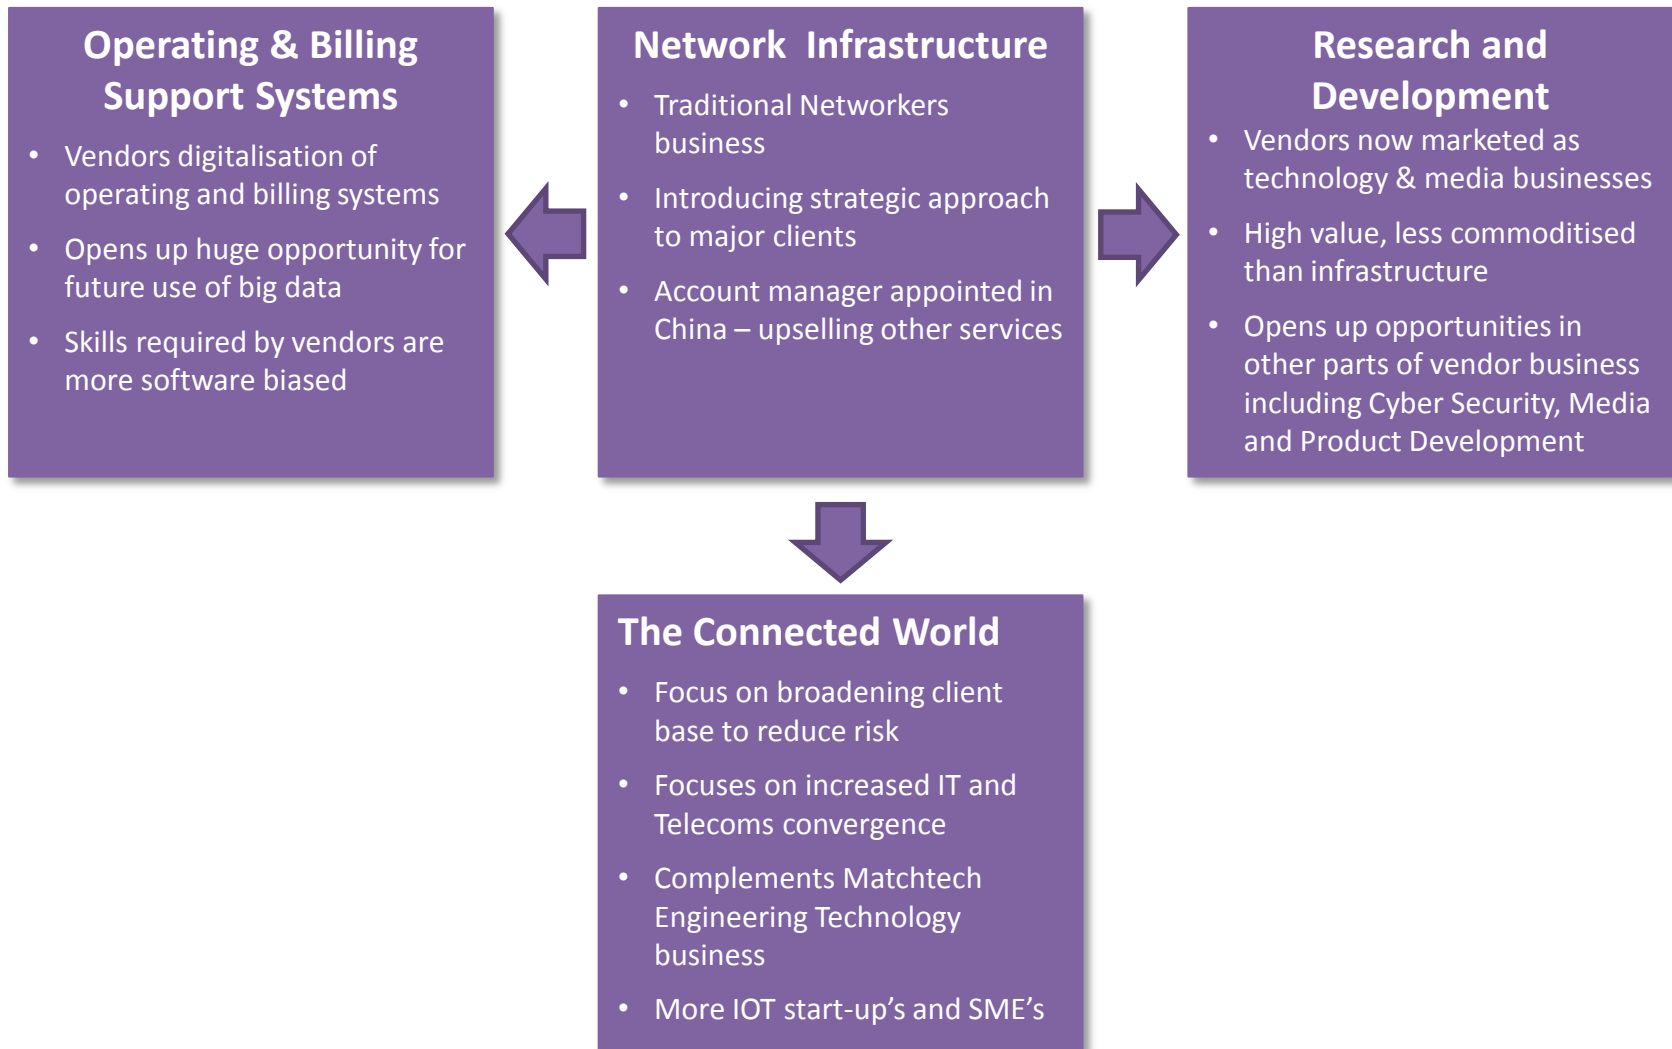 Operating & Billing
Support Systems
• Vendors digitalisation of
operating and billing systems
• Opens up huge opportunity for
future use of big data
• Skills required by vendors are
more software biased
Network Infrastructure
• Traditional Networkers
business
• Introducing strategic approach
to major clients
• Account manager appointed in
China – upselling other services
Research and
Development
• Vendors now marketed as
technology & media businesses
• High value, less commoditised
than infrastructure
• Opens up opportunities in
other parts of vendor business
including Cyber Security, Media
and Product Development
The Connected World
• Focus on broadening client
base to reduce risk
• Focuses on increased IT and
Telecoms convergence
• Complements Matchtech
Engineering Technology
business
• More IOT start-up’s and SME’s